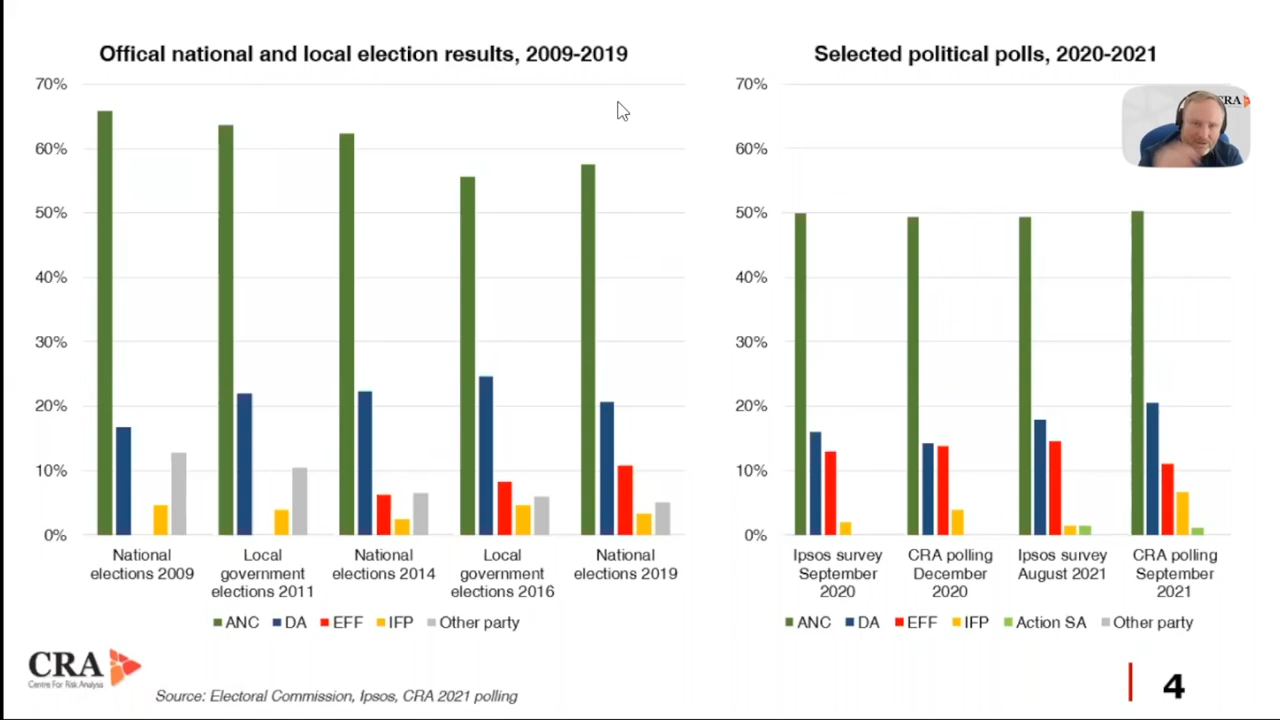 Offical national and local election results, 2009-2019
70%
60%
50%
40%
30%
20%
10%
0%
National
elections 2009
Local
government
elections 2011
National
elections 2014
Local
government
elections 2016
National
elections 2019
ANC DA EFF IFP Other party
Selected political polls, 2020-2021
70%
60%
50%
40%
30%
20%
10%
0%
CRA
Ipsos survey
September
2020
CRA polling
December
2020
Ipsos survey
August 2021
CRA polling
September
2021
ANC DA EFF IFP Action SA Other party
CRA
Centre For Risk Analysis
Source: Electoral Commission, Ipsos, CRA 2021 polling
4